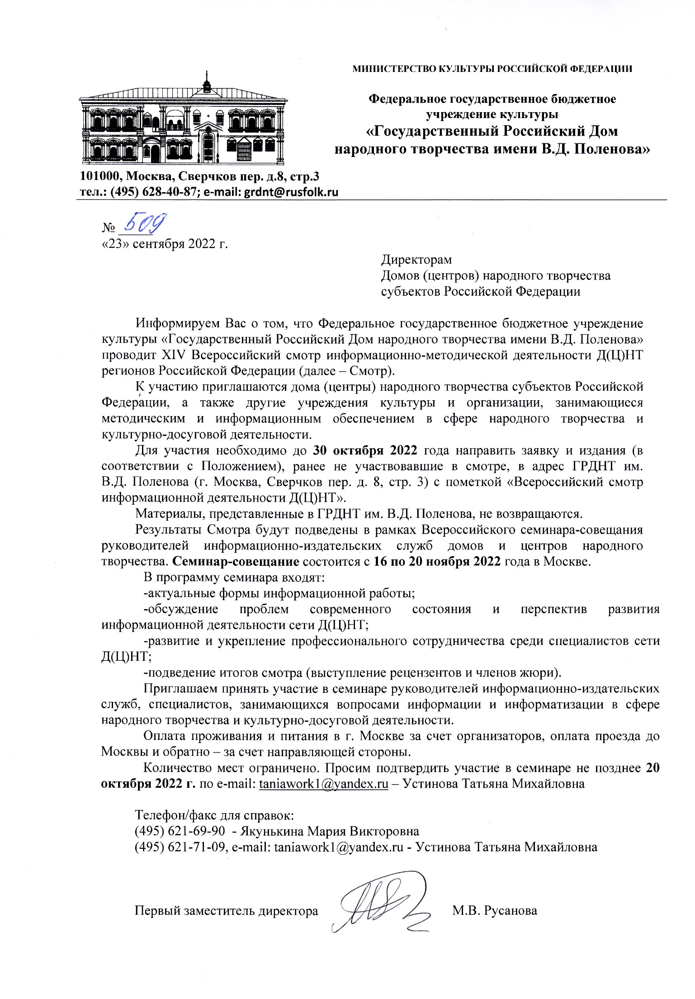 МИНИСТЕРСТВО КУЛЬТУРЫ РОССИЙСКОЙ ФЕДЕРАЦИИ
Федеральное государственное бюджетное
учреждение культуры
«Государственный Российский Дом
народного творчества имени В.Д. Поленова»
101000, Москва, Сверчков пер. д.8, стр.3
тел.: (495) 628-40-87; e-mail: grdnt@rusfolk.ru
№ 509
«23» сентября 2022 г.
Директорам
Домов (центров) народного творчества
субъектов Российской Федерации
Информируем Вас о том, что Федеральное государственное бюджетное учреждение
культуры «Государственный Российский Дом народного творчества имени В.Д. Поленова»
проводит XIV Всероссийский смотр информационно-методической деятельности Д(Ц)НТ
регионов Российской Федерации (далее – Смотр).
К участию приглашаются дома (центры) народного творчества субъектов Российской
Федерации, а также другие учреждения культуры и организации, занимающиеся
методическим и информационным обеспечением в сфере народного творчества и
культурно-досуговой деятельности.
Для участия необходимо до 30 октября 2022 года направить заявку и издания (в
соответствии с Положением), ранее не участвовавшие в смотре, в адрес ГРДНТ им.
В.Д. Поленова (г. Москва, Сверчков пер. д. 8, стр. 3) с пометкой «Всероссийский смотр
информационной деятельности Д(Ц)НТ».
Материалы, представленные в ГРДНТ им. В.Д. Поленова, не возвращаются.
Результаты Смотра будут подведены в рамках Всероссийского семинара-совещания
руководителей информационно-издательских служб домов и центров народного
творчества. Семинар-совещание состоится с 16 по 20 ноября 2022 года в Москве.
В программу семинара входят:
-актуальные формы информационной работы;
-обсуждение проблем современного состояния и перспектив развития
информационной деятельности сети Д(Ц)НТ;
-развитие и укрепление профессионального сотрудничества среди специалистов сети
Д(Ц)НТ;
-подведение итогов смотра (выступление рецензентов и членов жюри).
Приглашаем принять участие в семинаре руководителей информационно-издательских
служб, специалистов, занимающихся вопросами информации и информатизации в сфере
народного творчества и культурно-досуговой деятельности.
Оплата проживания и питания в г. Москве за счет организаторов, оплата проезда до
Москвы и обратно – за счет направляющей стороны.
Количество мест ограничено. Просим подтвердить участие в семинаре не позднее 20
октября 2022 г. по e-mail: taniawork1@yandex.ru – Устинова Татьяна Михайловна
Телефон/факс для справок:
(495) 621-69-90 - Якунькина Мария Викторовна
(495) 621-71-09, e-mail: taniawork1@yandex.ru - Устинова Татьяна Михайловна
Первый заместитель директора М.В. Русанова